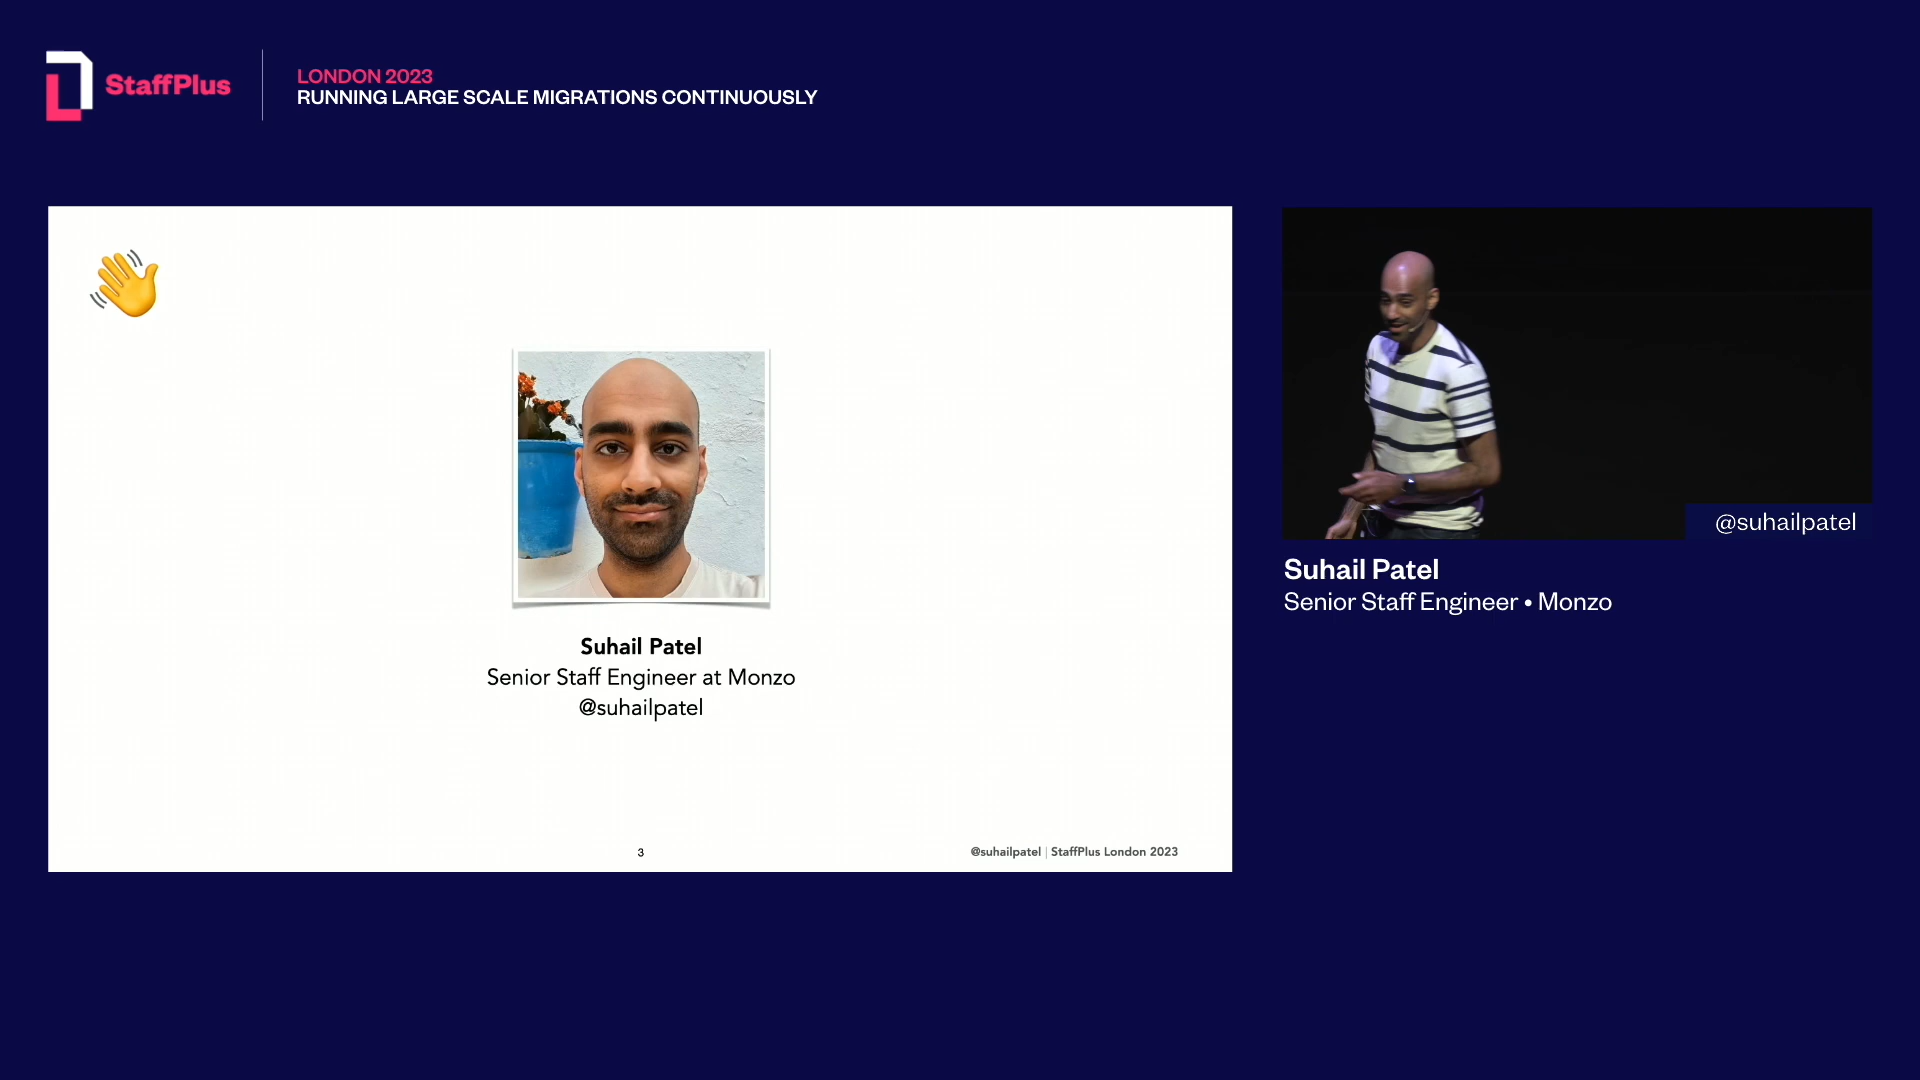 StaffPlus
LONDON 2023
RUNNING LARGE SCALE MIGRATIONS CONTINUOUSLY
Suhail Patel
Senior Staff Engineer at Monzo
@suhailpatel
3
@suhailpatel | StaffPlus London 2023
@suhailpatel
Suhail Patel
Senior Staff Engineer • Monzo